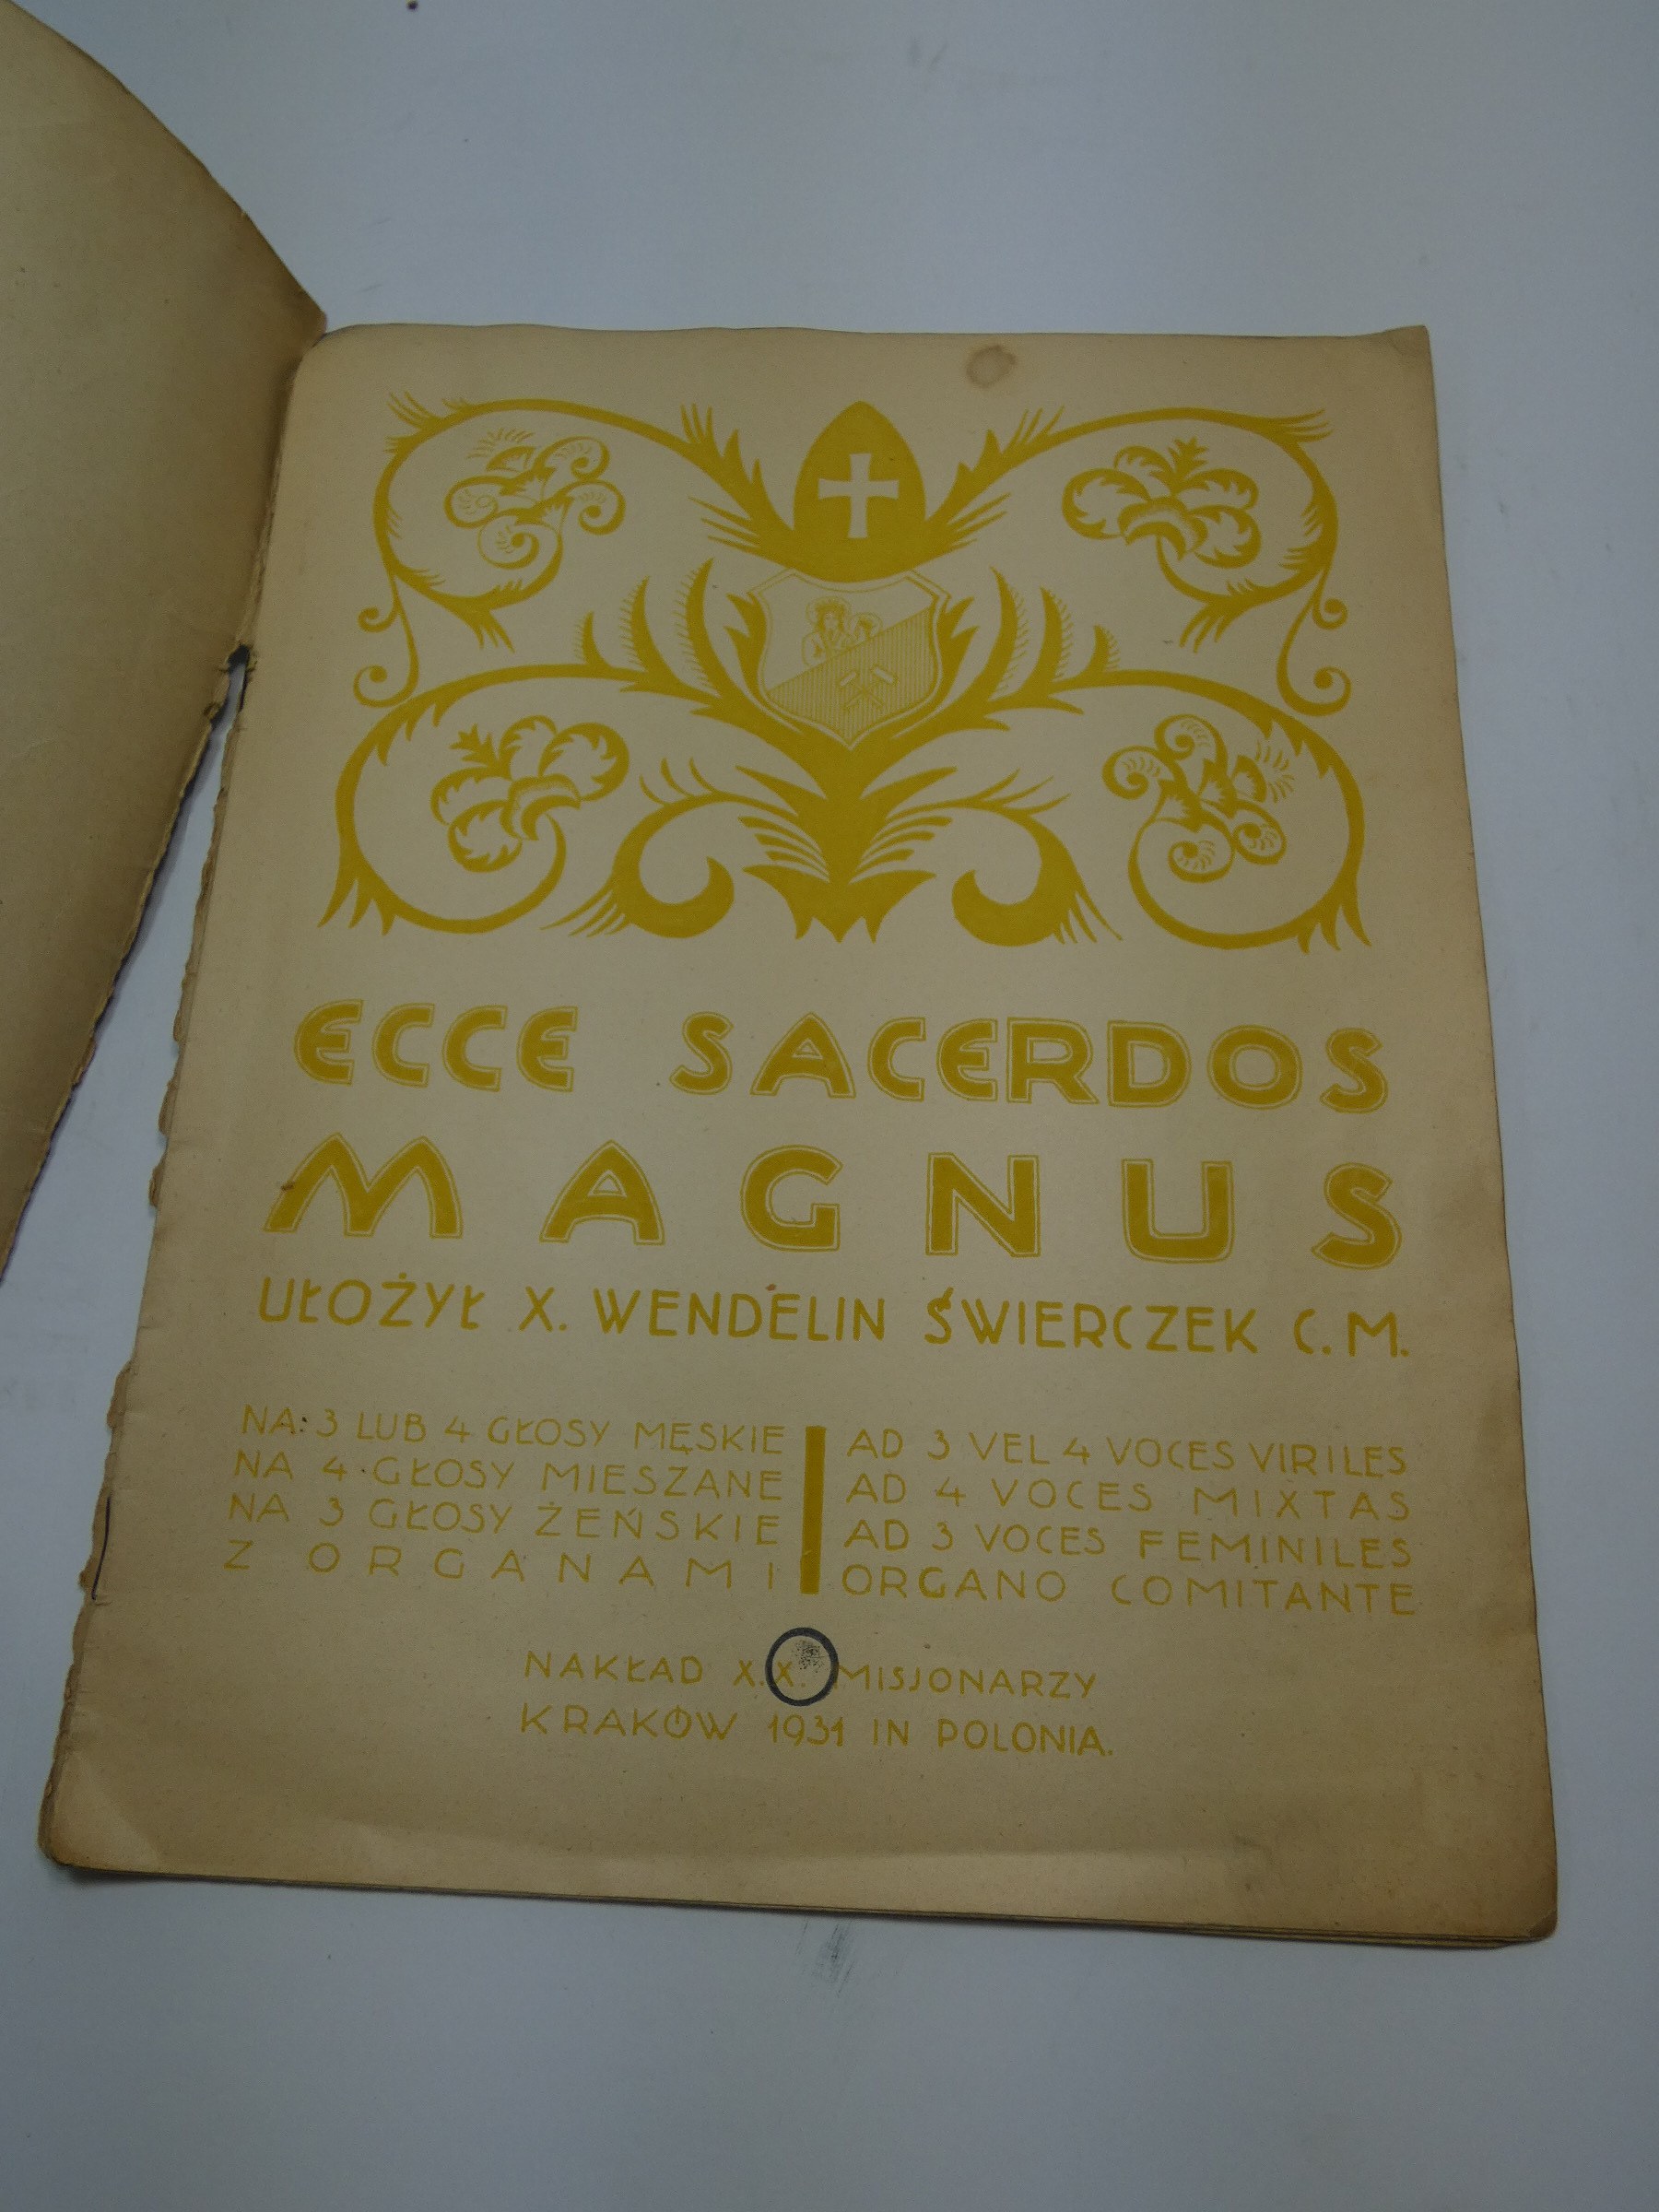 ECCE SACERDOS
MAGNUS
UŁOŻYŁ X. WENDELIN ŚWIERCZEK C.M.
NA 3 LUB 4 GŁOSY MĘSKIE
NA 4 GŁOSY MIESZANE
NA 3 GŁOSY ŻEŃSKIE
Z ORGANAMI
AD 3 VEL 4 VOCES VIRILES
AD 4 VOCES MIXTAS
AD 3 VOCES FEMINILES
ORGANO COMITANTE
NAKŁAD X.X. MISJONARZY
KRAKÓW 1931 IN POLONIA.